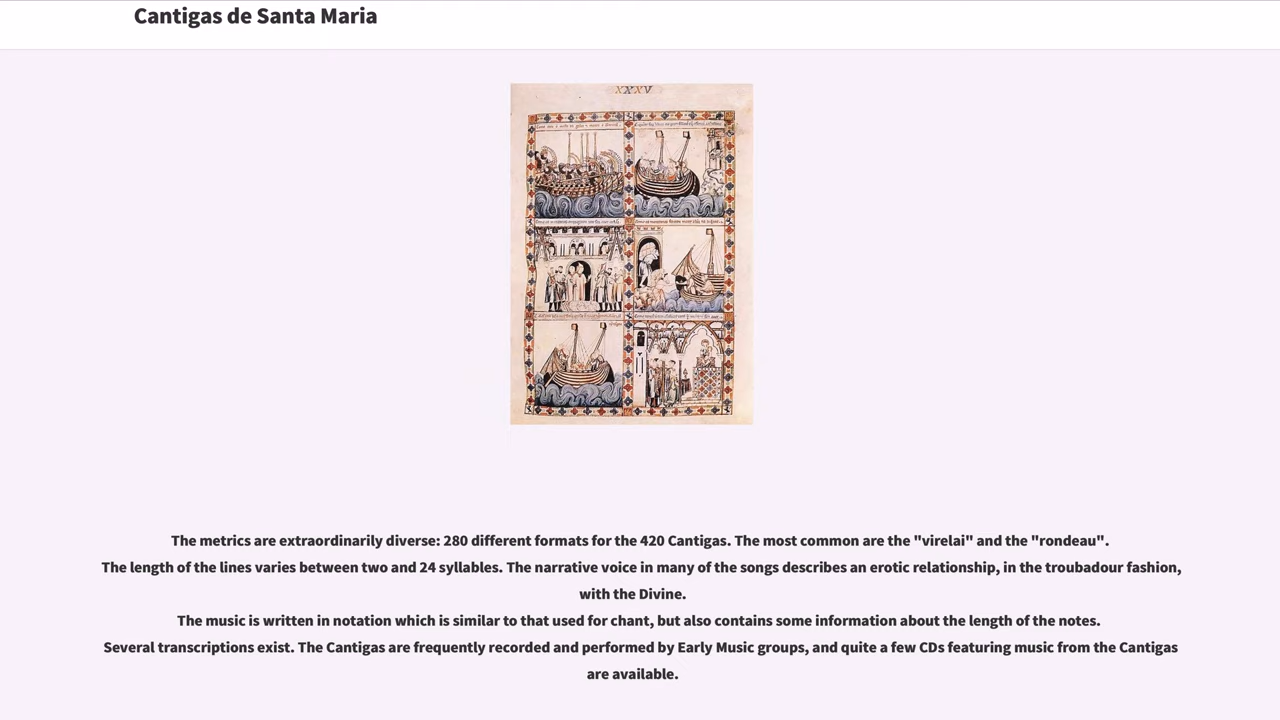 Cantigas de Santa Maria
XXXV
The metrics are extraordinarily diverse: 280 different formats for the 420 Cantigas. The most common are the "virelai" and the "rondeau".
The length of the lines varies between two and 24 syllables. The narrative voice in many of the songs describes an erotic relationship, in the troubadour fashion,
with the Divine.
The music is written in notation which is similar to that used for chant, but also contains some information about the length of the notes.
Several transcriptions exist. The Cantigas are frequently recorded and performed by Early Music groups, and quite a few CDs featuring music from the Cantigas
are available.